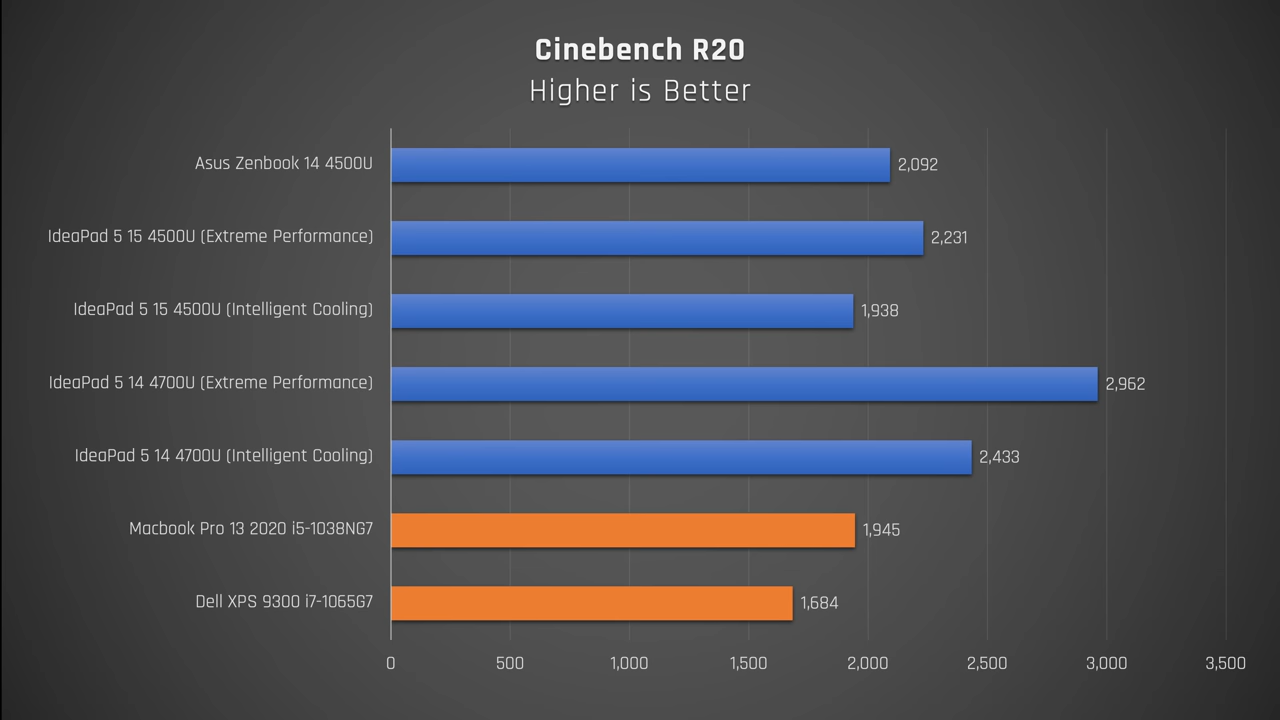 Cinebench R20
Higher is Better
Asus Zenbook 14 4500U 2,092
IdeaPad 5 15 4500U (Extreme Performance) 2,231
IdeaPad 5 15 4500U (Intelligent Cooling) 1,938
IdeaPad 5 14 4700U (Extreme Performance) 2,962
IdeaPad 5 14 4700U (Intelligent Cooling) 2,433
Macbook Pro 13 2020 i5-1038NG7 1,945
Dell XPS 9300 i7-1065G7 1,684
0 500 1,000 1,500 2,000 2,500 3,000 3,500